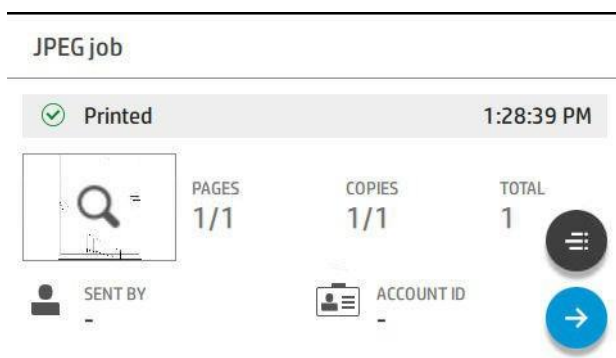 JPEG job
Printed 1:28:39 PM
PAGES COPIES TOTAL
1/1 1/1 1
SENT BY ACCOUNT ID
- -